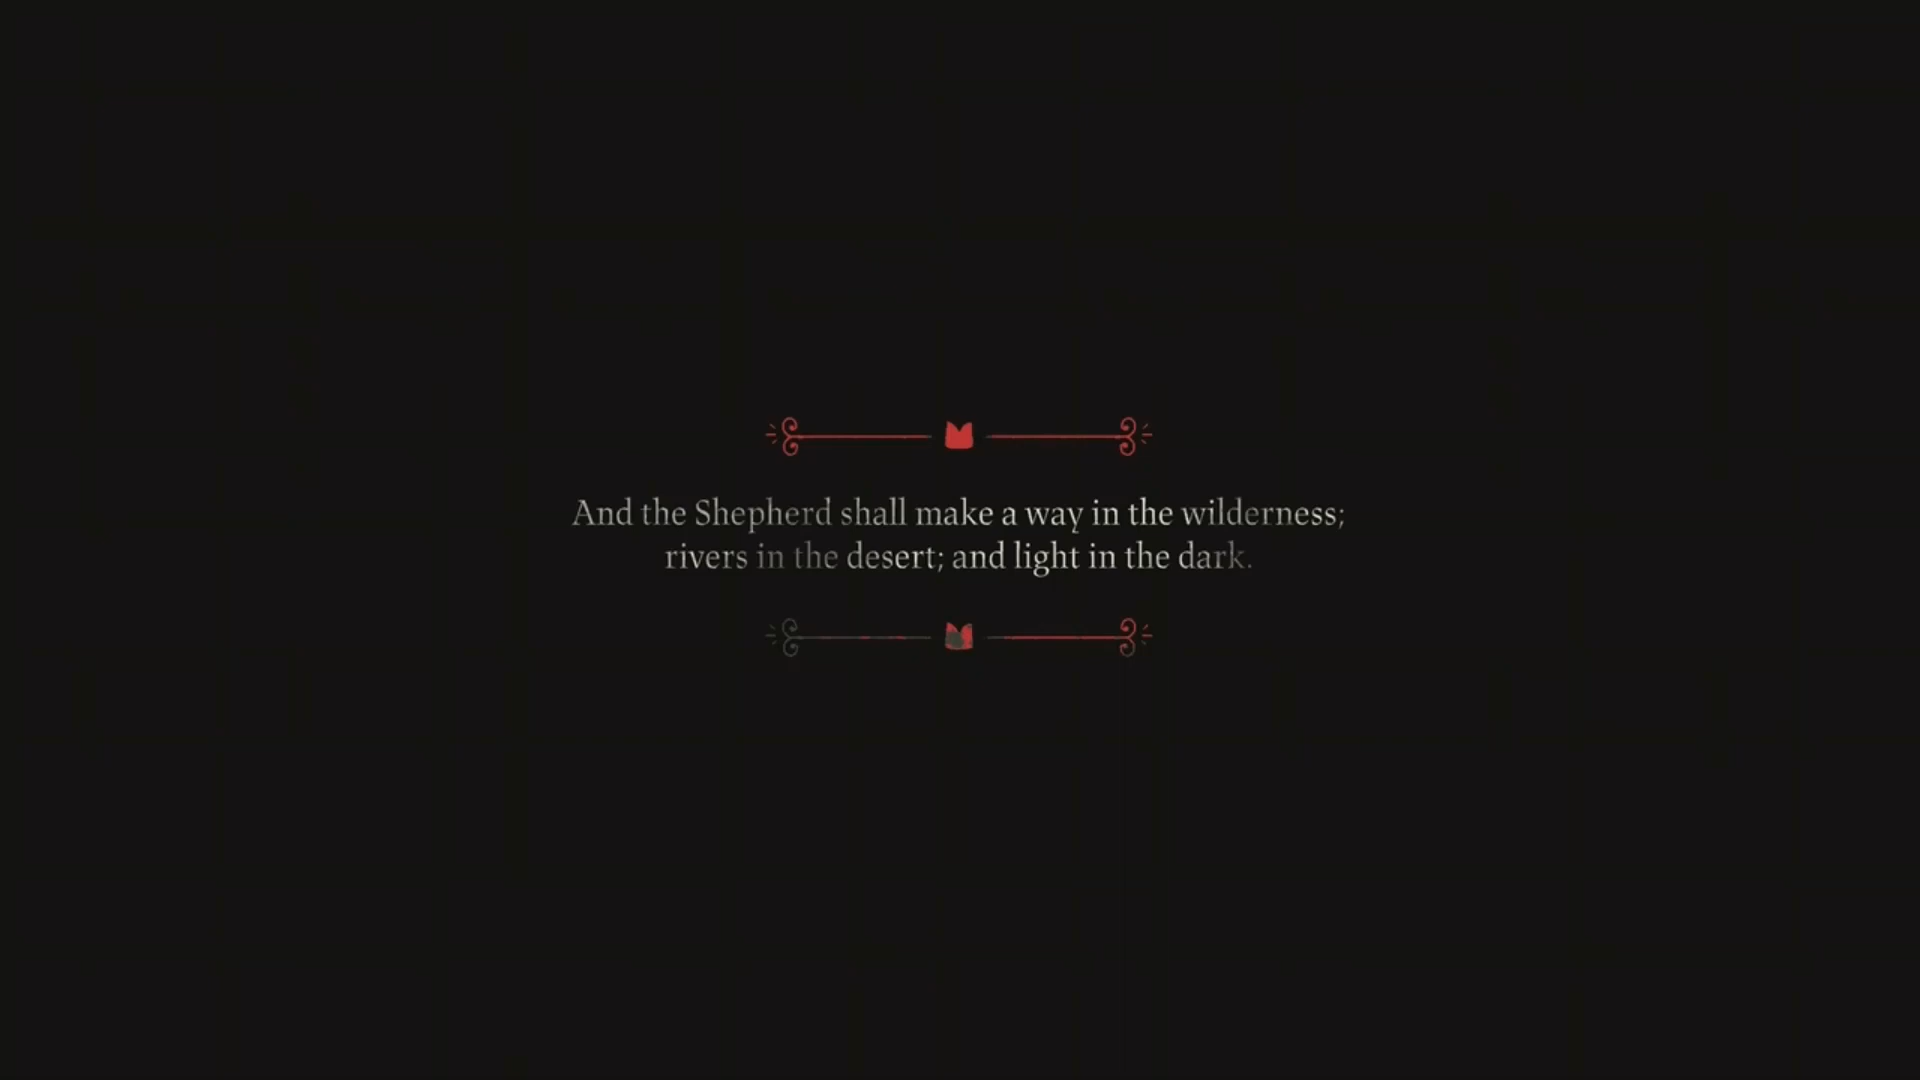 And the Shepherd shall make a way in the wilderness;
rivers in the desert; and light in the dark.